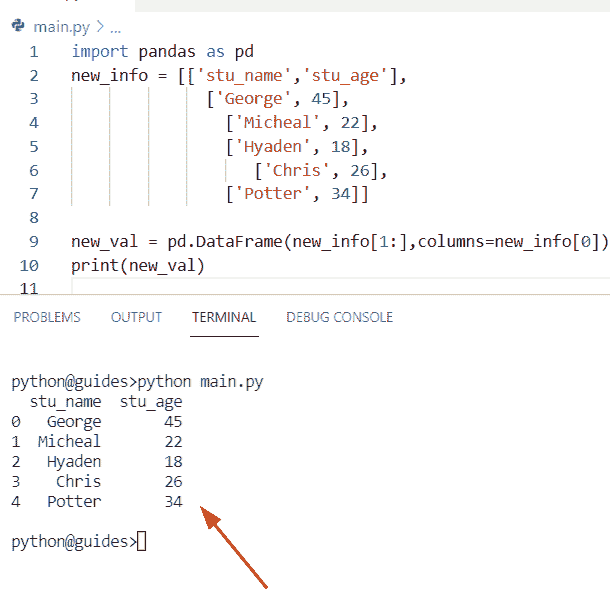 main.py > ...
1 import pandas as pd
2 new_info = [['stu_name','stu_age'],
3 ['George', 45],
4 ['Micheal', 22],
5 ['Hyaden', 18],
6 ['Chris', 26],
7 ['Potter', 34]]
8
9 new_val = pd.DataFrame(new_info[1:],columns=new_info[0])
10 print(new_val)
11
PROBLEMS OUTPUT TERMINAL DEBUG CONSOLE
python@guides>python main.py
stu_name stu_age
0 George 45
1 Micheal 22
2 Hyaden 18
3 Chris 26
4 Potter 34
python@guides>